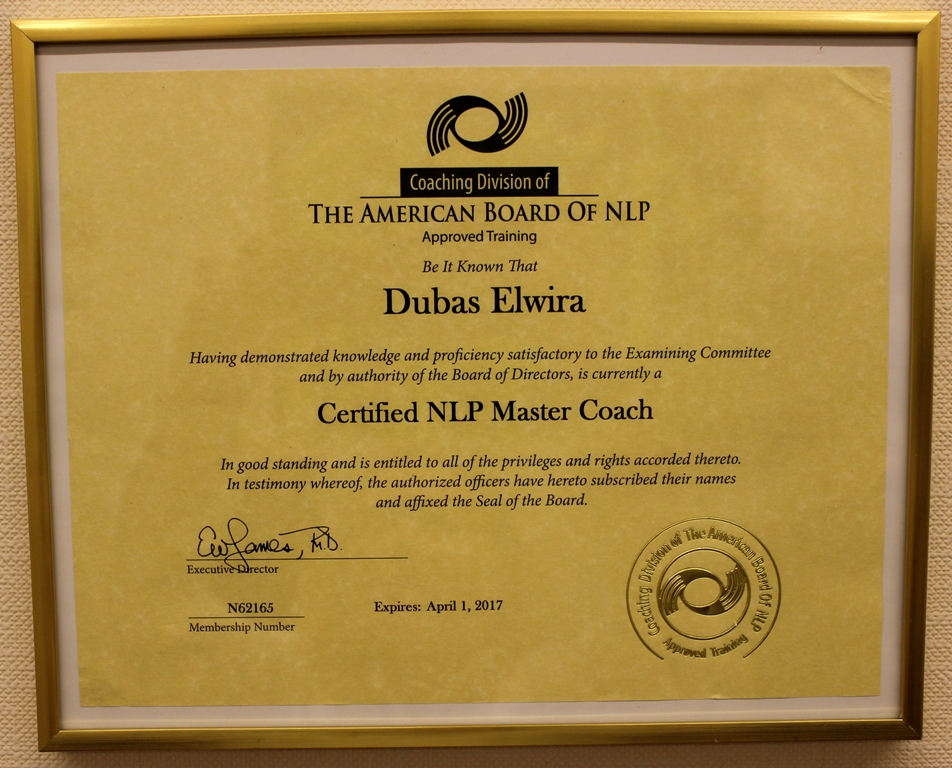 Coaching Division of
THE AMERICAN BOARD OF NLP
Approved Training
Be It Known That
Dubas Elwira
Having demonstrated knowledge and proficiency satisfactory to the Examining Committee
and by authority of the Board of Directors, is currently a
Certified NLP Master Coach
In good standing and is entitled to all of the privileges and rights accorded thereto.
In testimony whereof, the authorized officers have hereto subscribed their names
and affixed the Seal of the Board.
James,
Executive Director
N62165
Membership Number
Expires: April 1, 2017
Coaching Division of The American Board Of NLP
Approved Training